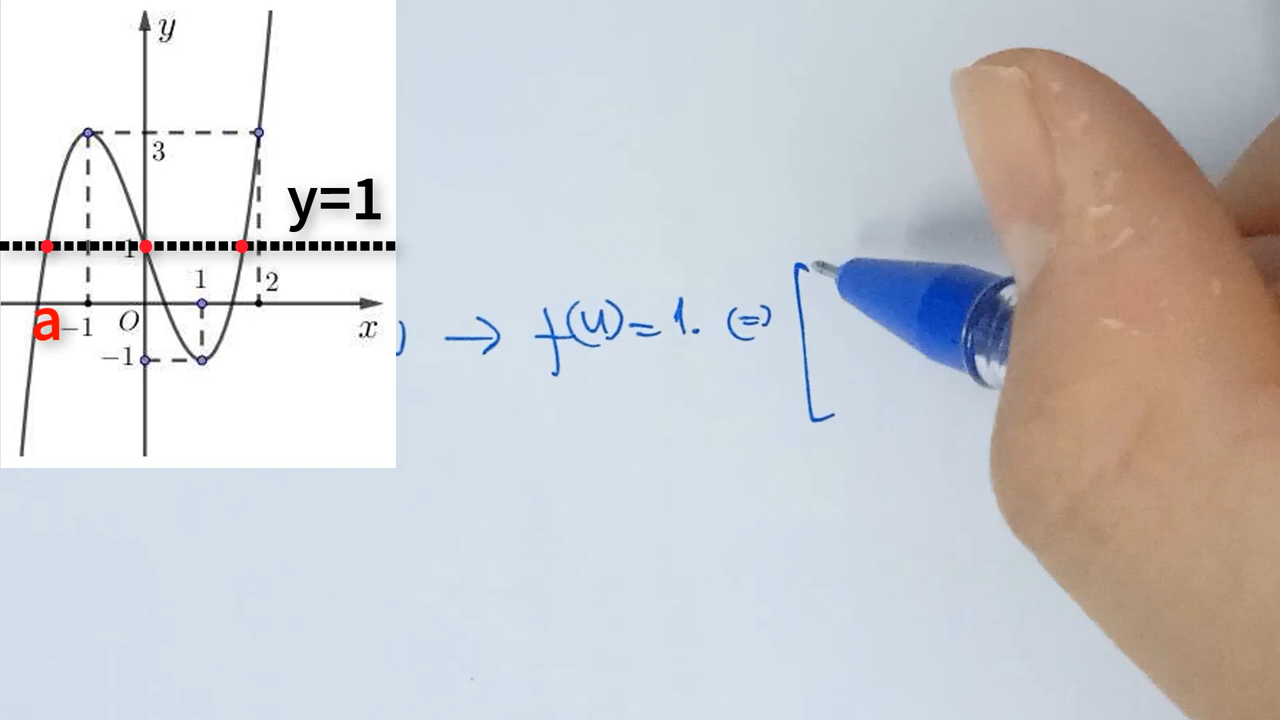 y
3
y=1
1
1
2
a
-1
O
x
-1
) → f(u)=1. (=) [